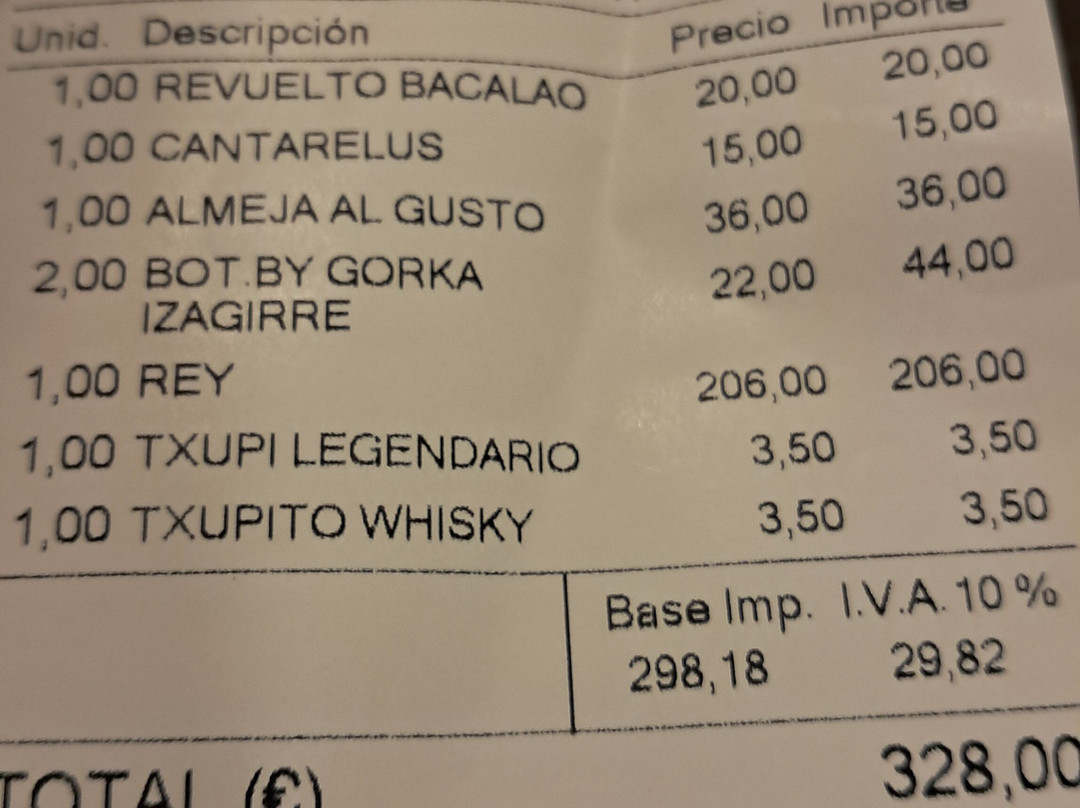 Unid. Descripción Precio Importe
1,00 REVUELTO BACALAO 20,00 20,00
1,00 CANTARELUS 15,00 15,00
1,00 ALMEJA AL GUSTO 36,00 36,00
2,00 BOT.BY GORKA 22,00 44,00
IZAGIRRE
1,00 REY 206,00 206,00
1,00 TXUPI LEGENDARIO 3,50 3,50
1,00 TXUPITO WHISKY 3,50 3,50
Base Imp. I.V.A. 10 %
298,18 29,82
TOTAL (€) 328,00